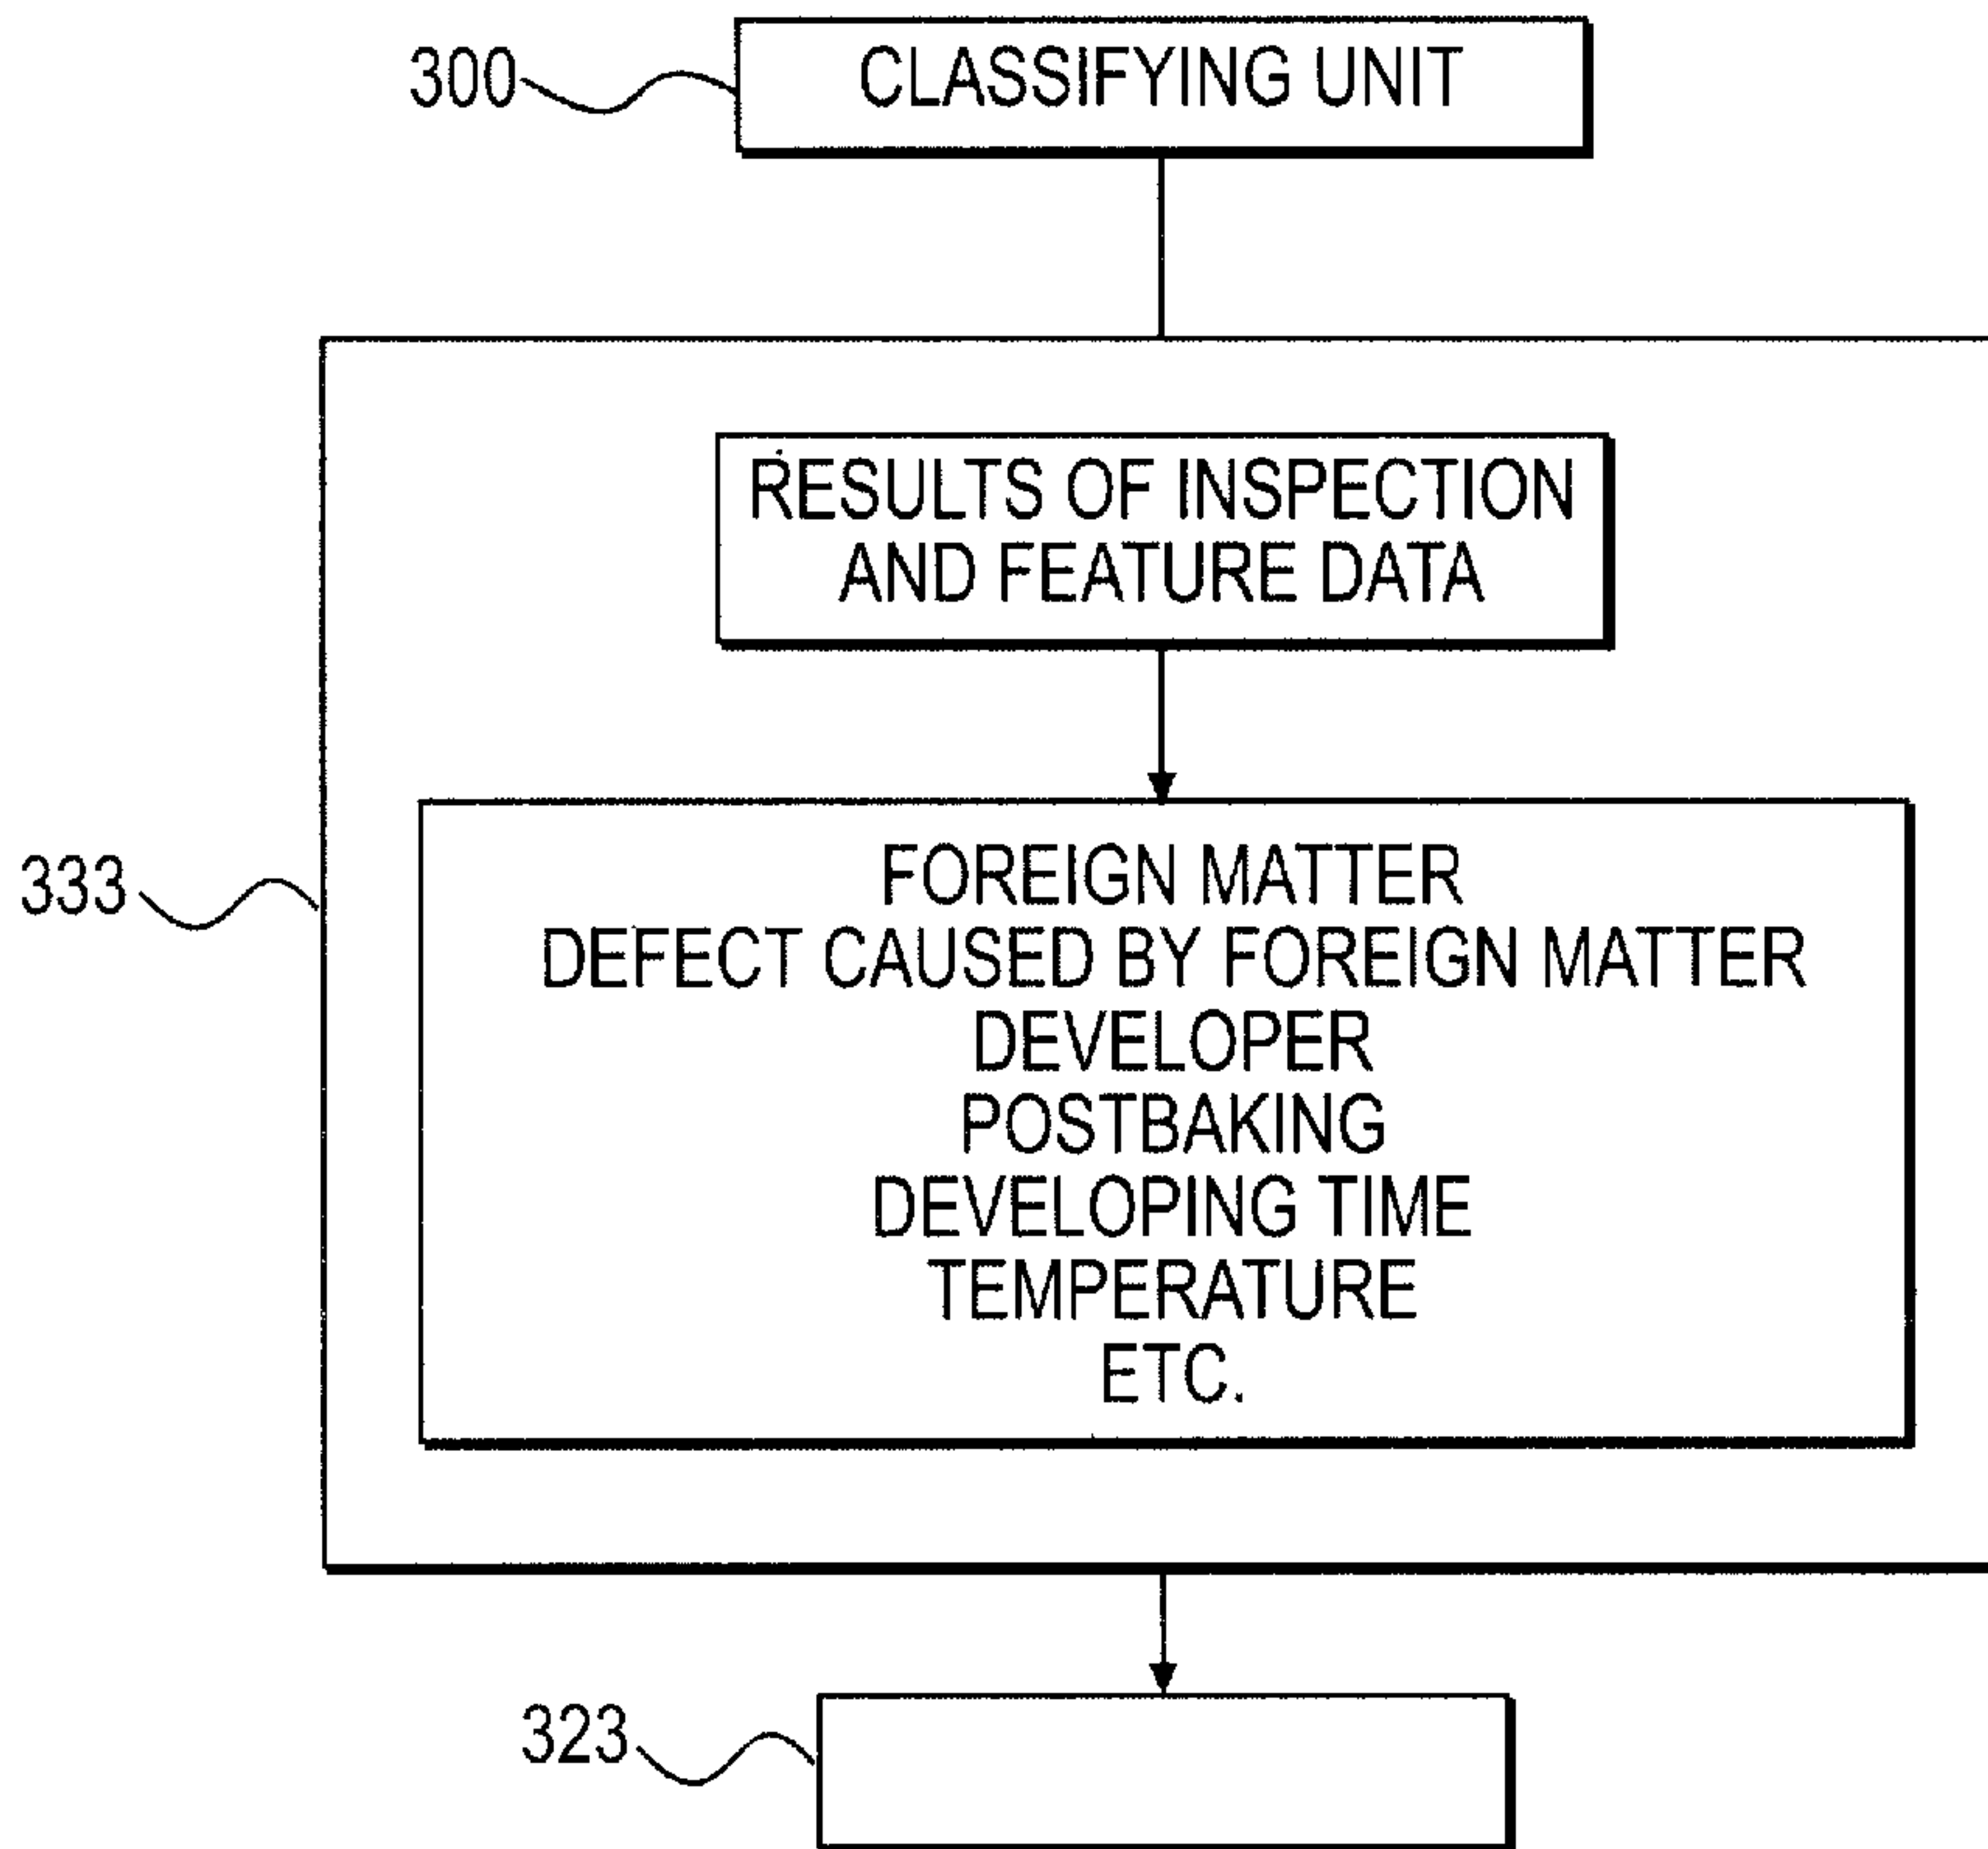 300
CLASSIFYING UNIT
RESULTS OF INSPECTION
AND FEATURE DATA
333
FOREIGN MATTER
DEFECT CAUSED BY FOREIGN MATTER
DEVELOPER
POSTBAKING
DEVELOPING TIME
TEMPERATURE
ETC.
323